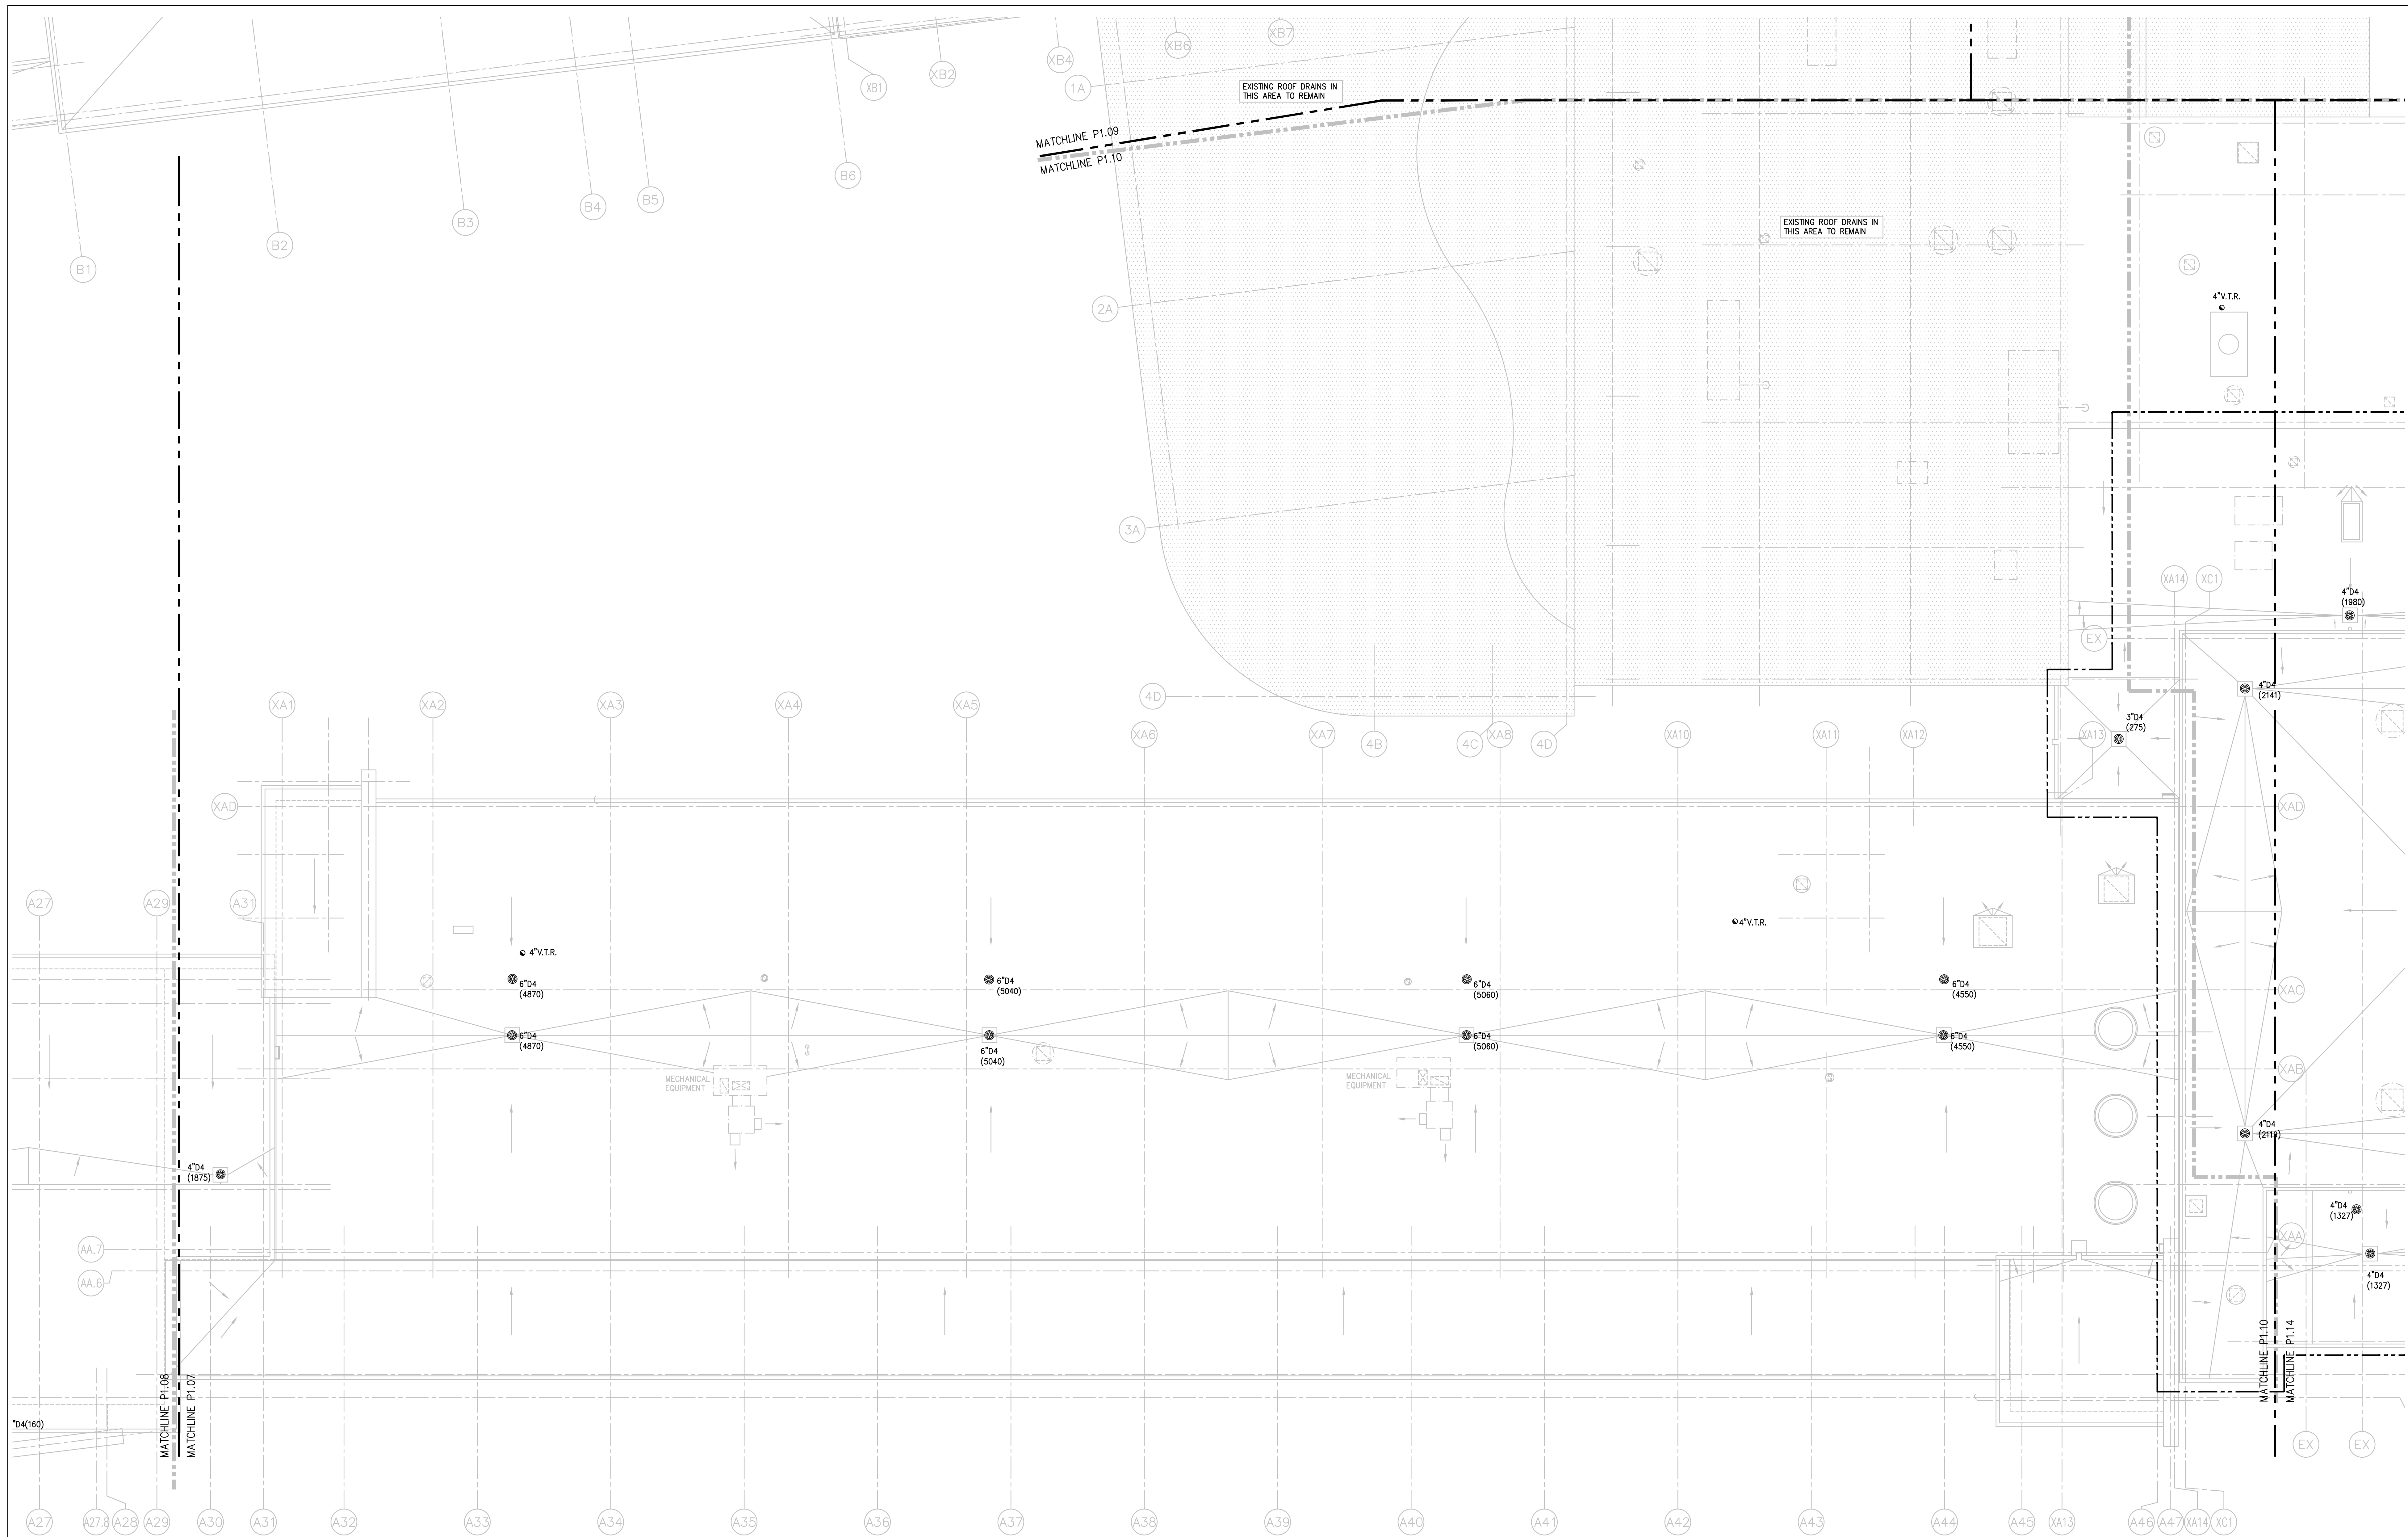 XB6
XB7
XB4
XB2
XB1
1A
EXISTING ROOF DRAINS IN
THIS AREA TO REMAIN
MATCHLINE P1.09
MATCHLINE P1.10
B6
B5
B4
B3
B2
B1
EXISTING ROOF DRAINS IN
THIS AREA TO REMAIN
2A
4"V.T.R.
3A
XA14
XC1
4"D4
(1980)
EX
4"D4
(2141)
4D
XA1
XA2
XA3
XA4
XA5
XA6
XA7
4B
4C
XA8
4D
XA10
XA11
XA12
XA13
3"D4
(275)
XAD
XAD
A27
A29
A31
4"V.T.R.
4"V.T.R.
6"D4
(4870)
6"D4
(5040)
6"D4
(5060)
6"D4
(4550)
XAC
6"D4
(4870)
6"D4
(5040)
6"D4
(5060)
6"D4
(4550)
MECHANICAL
EQUIPMENT
MECHANICAL
EQUIPMENT
XAB
4"D4
(1875)
4"D4
4"D4
(1327)
XAA
AA.7
AA.6
4"D4
(1327)
MATCHLINE P1.08
MATCHLINE P1.07
MATCHLINE P1.10
MATCHLINE P1.14
"D4(160)
EX
EX
A27
A27.8
A28
A29
A30
A31
A32
A33
A34
A35
A36
A37
A38
A39
A40
A41
A42
A43
A44
A45
XA13
A46
A47
XA14
XC1